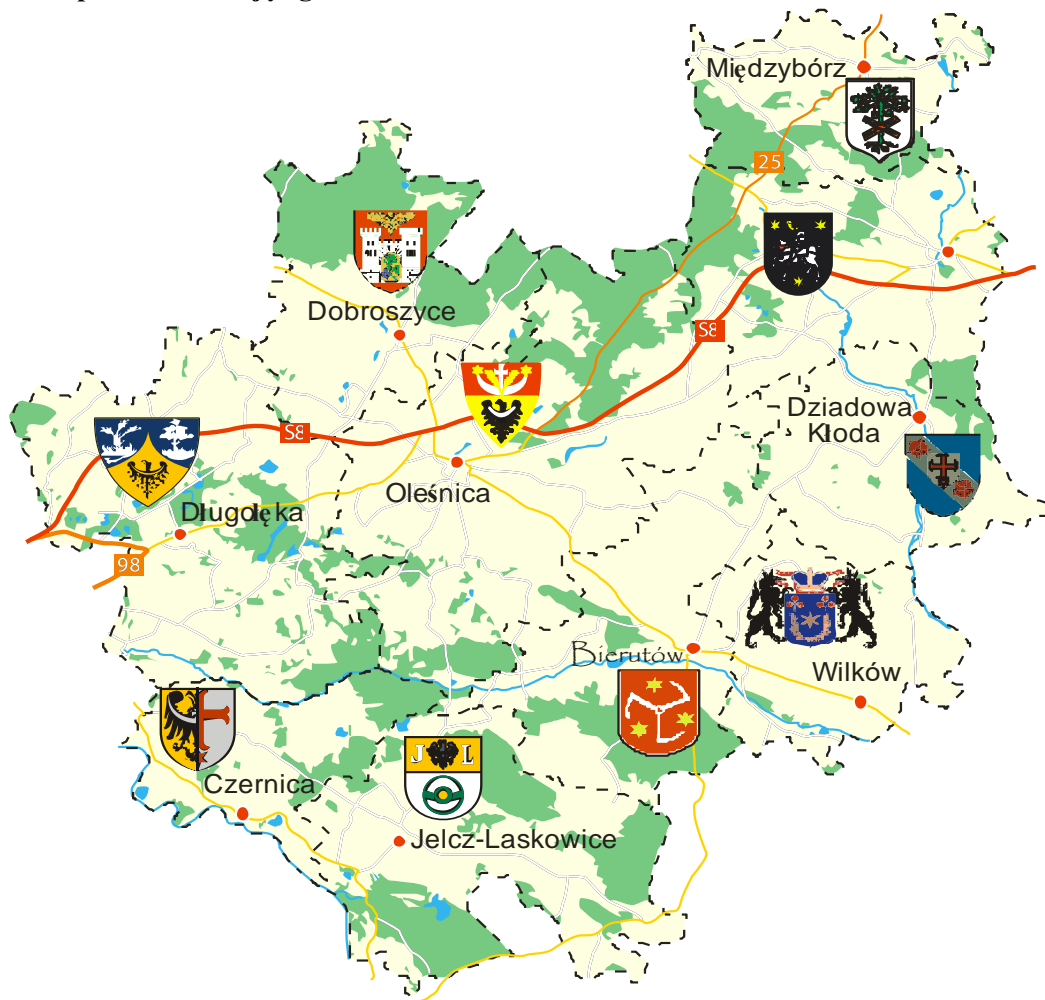 Międzybórz
25
Dobroszyce
S8
Dziadowa
Kłoda
S8
Oleśnica
Długołęka
98
Bierutów
Wilków
J L
Czernica
Jelcz-Laskowice